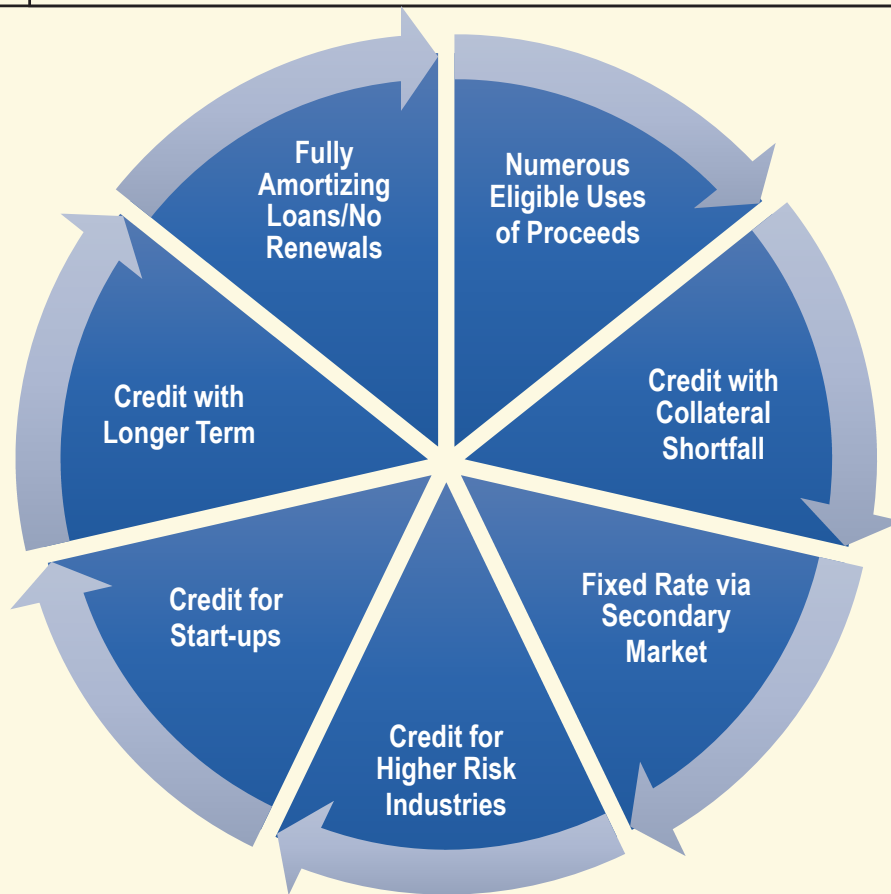 Numerous
Eligible Uses
of Proceeds
Credit with
Collateral
Shortfall
Fixed Rate via
Secondary
Market
Credit for
Higher Risk
Industries
Credit for
Start-ups
Credit with
Longer Term
Fully
Amortizing
Loans/No
Renewals